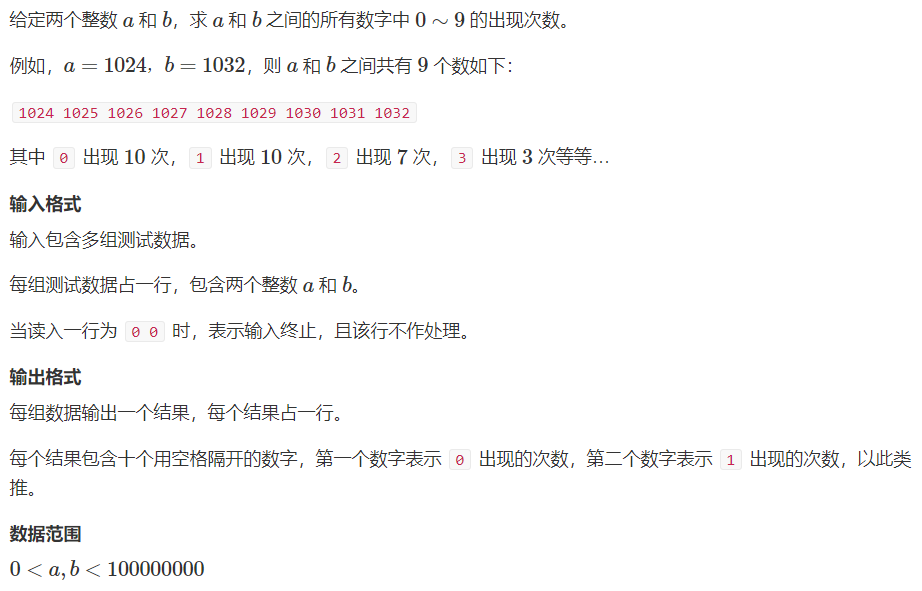 给定两个整数 a 和 b，求 a 和 b 之间的所有数字中 0 ~ 9 的出现次数。
例如，a = 1024，b = 1032，则 a 和 b 之间共有 9 个数如下：
1024 1025 1026 1027 1028 1029 1030 1031 1032
其中 0 出现 10 次， 1 出现 10 次， 2 出现 7 次， 3 出现 3 次等等…
输入格式
输入包含多组测试数据。
每组测试数据占一行，包含两个整数 a 和 b。
当读入一行为 0 0 时，表示输入终止，且该行不作处理。
输出格式
每组数据输出一个结果，每个结果占一行。
每个结果包含十个用空格隔开的数字，第一个数字表示 0 出现的次数，第二个数字表示 1 出现的次数，以此类
推。
数据范围
0 < a, b < 100000000